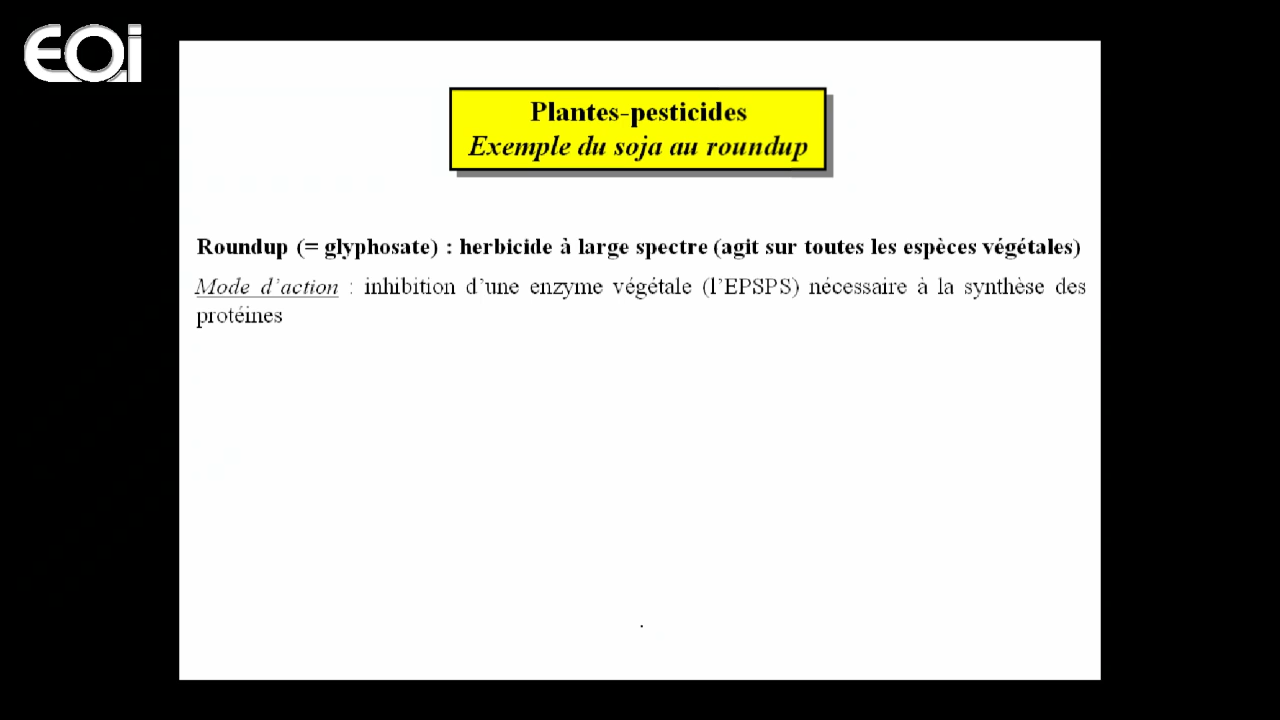 EOi
Plantes-pesticides
Exemple du soja au roundup
Roundup (= glyphosate) : herbicide à large spectre (agit sur toutes les espèces végétales)
Mode d'action : inhibition d'une enzyme végétale (l'EPSPS) nécessaire à la synthèse des
protéines
.